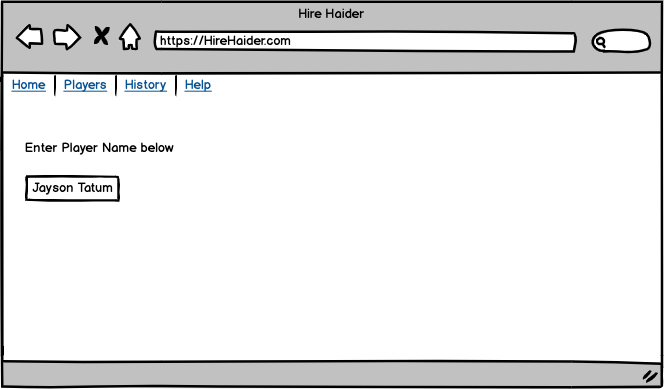 Hire Haider
https://HireHaider.com
Home Players History Help
Enter Player Name below
Jayson Tatum